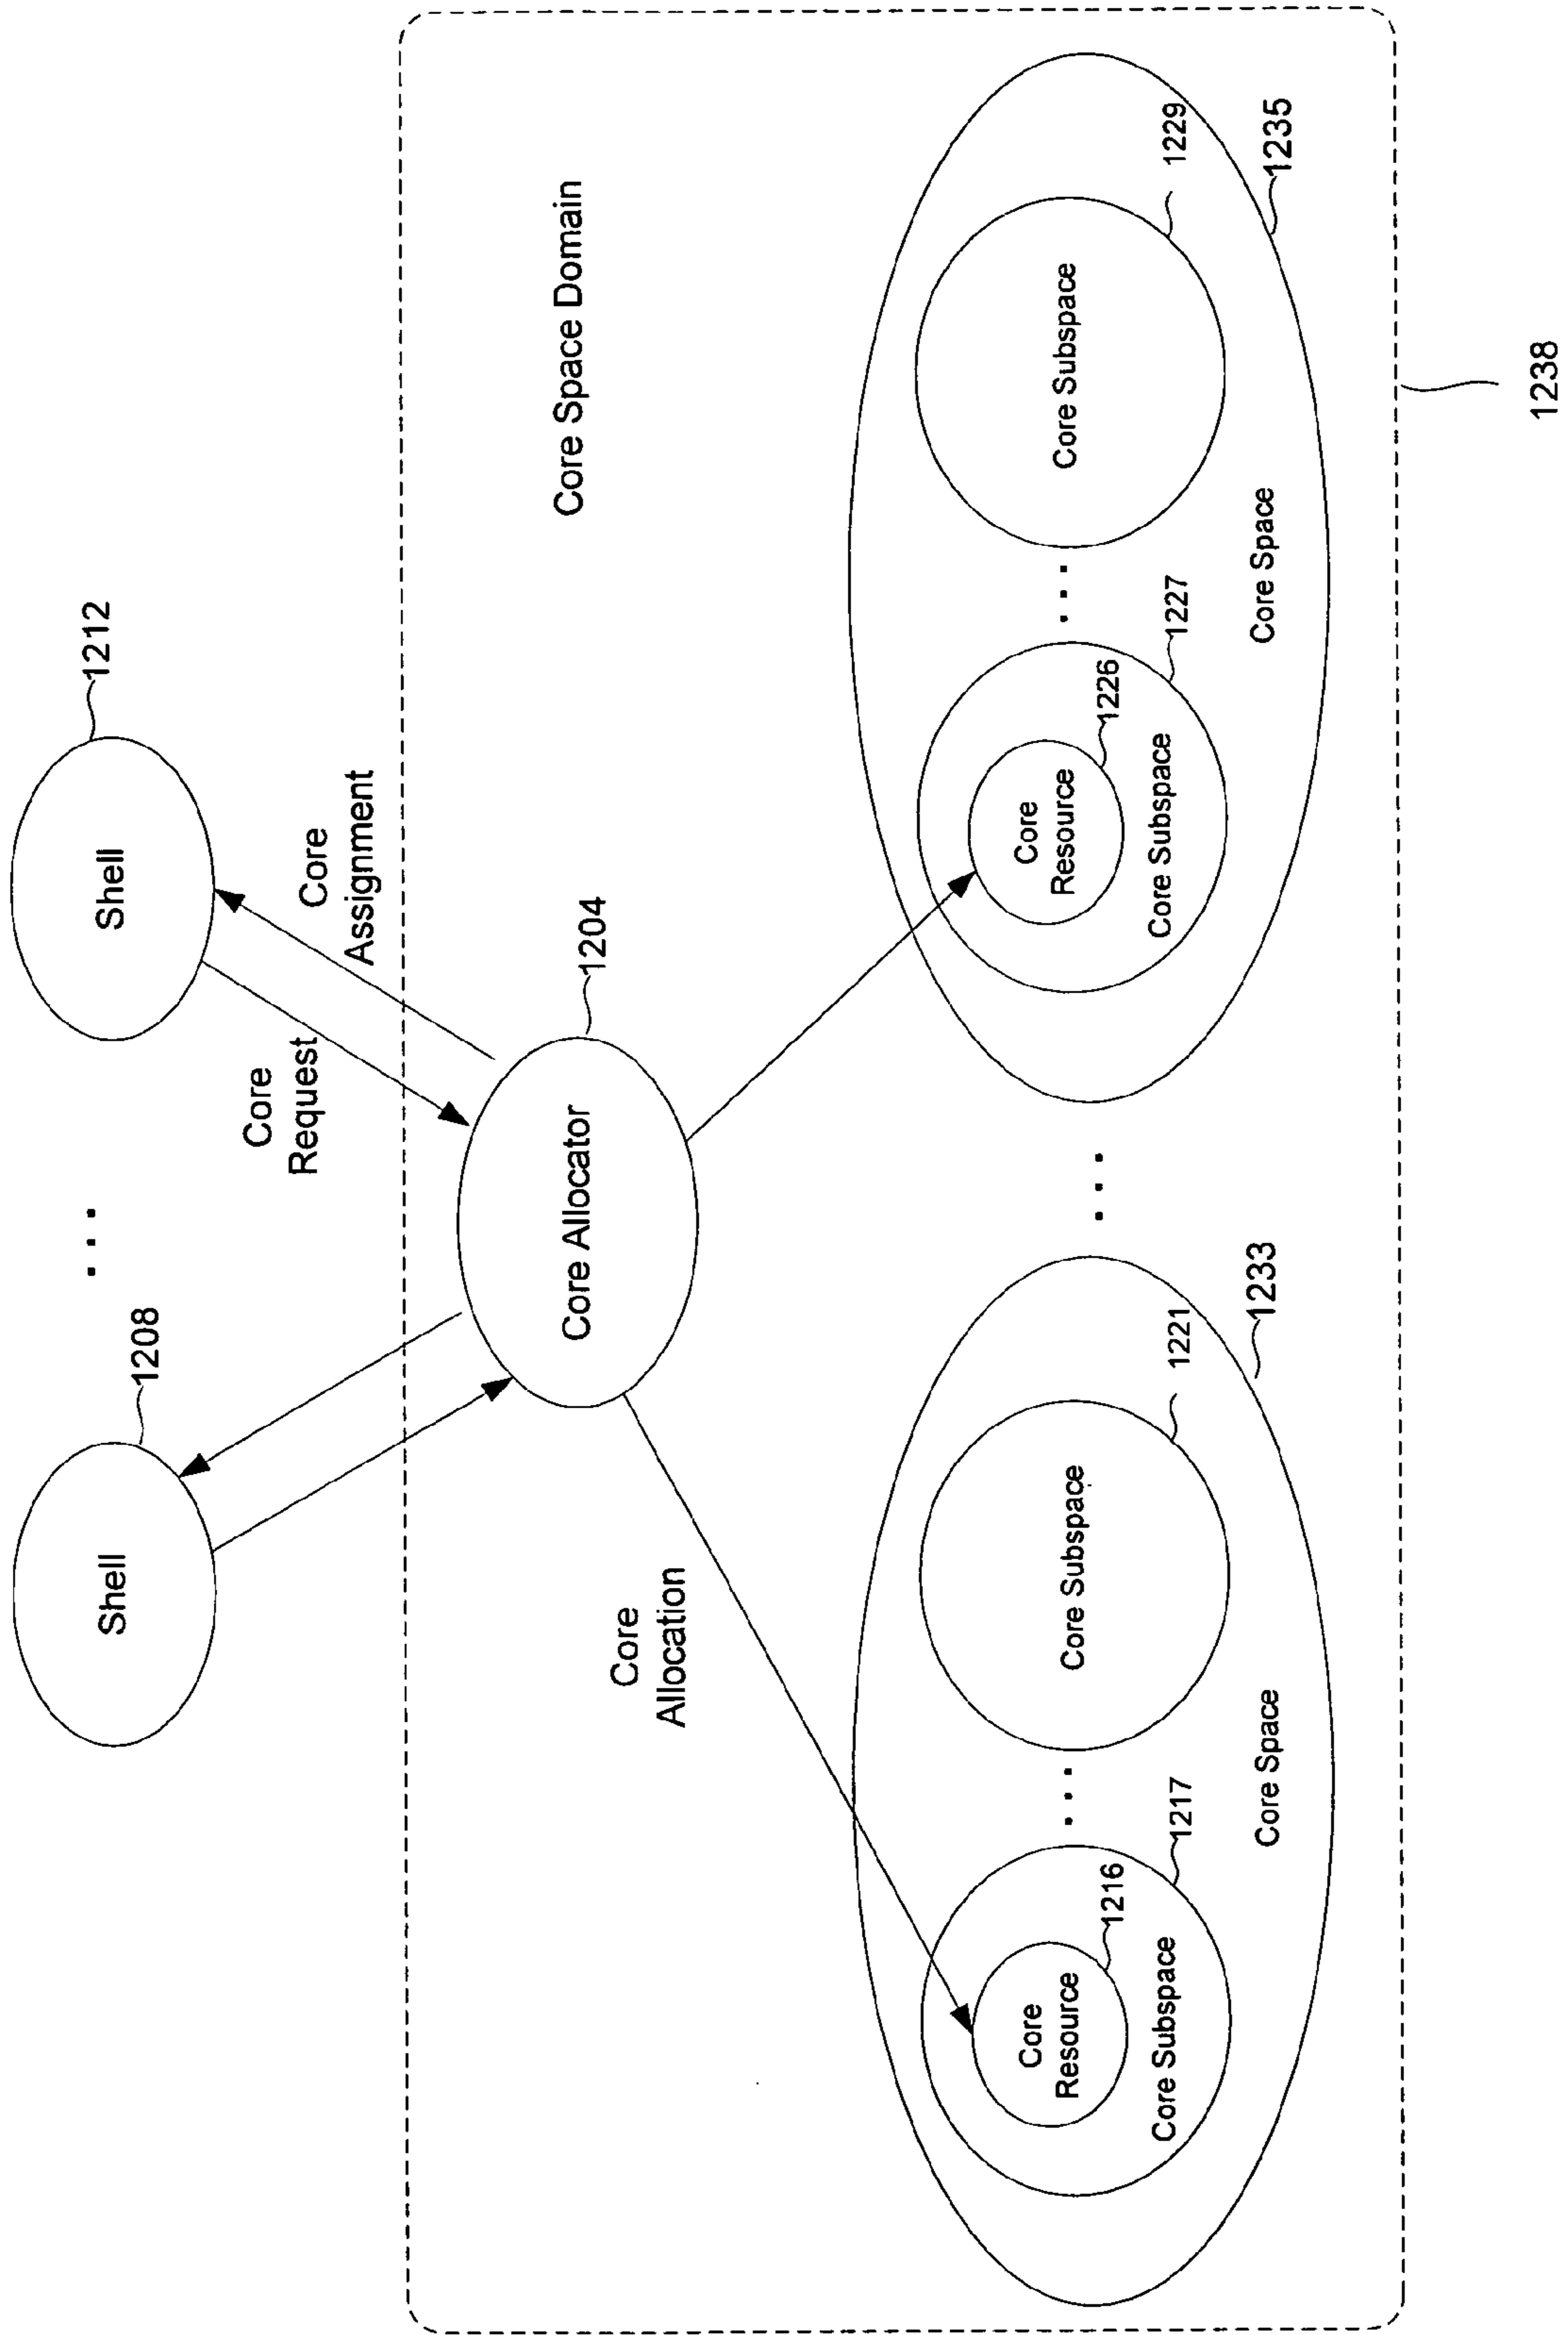 Shell
1208
...
Shell
1212
Core
Request
Core
Assignment
Core Allocator
1204
Core Space Domain
Core
Allocation
Core
Resource
1216
Core Subspace
1217
...
Core Subspace
1221
Core Space
1233
...
Core
Resource
1226
Core Subspace
1227
...
Core Subspace
1229
Core Space
1235
1238